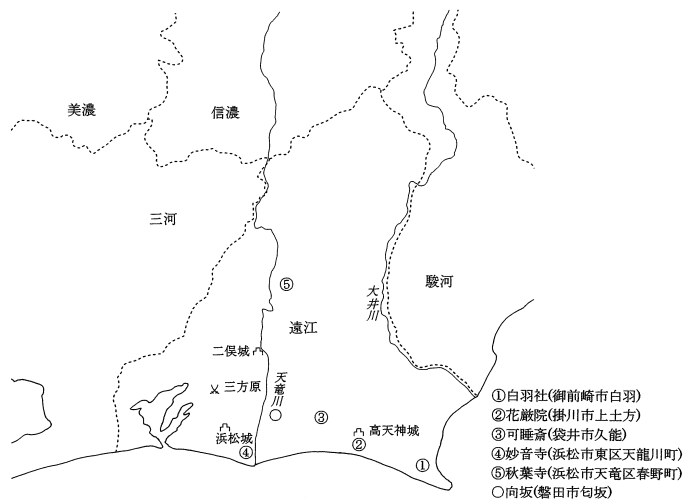 美濃
信濃
三河
⑤
大井川
駿河
遠江
二俣城
三方原
天竜川
③
浜松城
④
高天神城
②
①
①白羽社(御前崎市白羽)
②花厳院(掛川市上土方)
③可睡斎(袋井市久能)
④妙音寺(浜松市東区天龍川町)
⑤秋葉寺(浜松市天竜区春野町)
○向坂(磐田市匂坂)